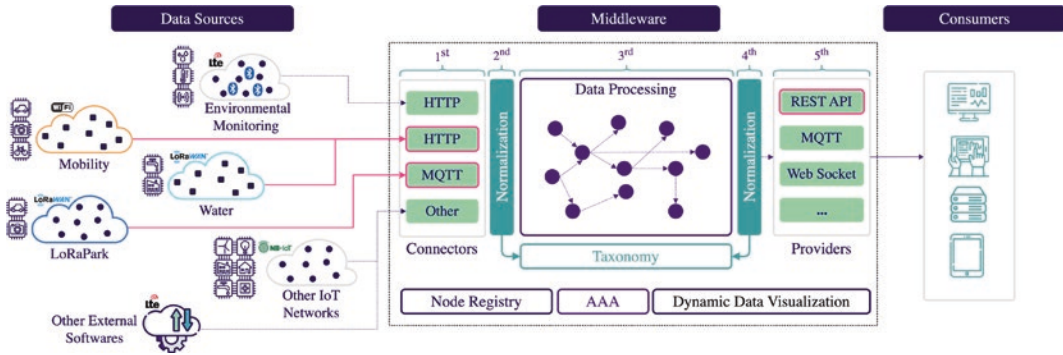 Data Sources
Middleware
Consumers
1st
2nd
3rd
4th
5th
lte
Environmental
Monitoring
WiFi
Mobility
LoRaWAN
Water
LoRaWAN
LoRaPark
NB-IoT
Other IoT
Networks
lte
Other External
Softwares
HTTP
HTTP
MQTT
Other
Connectors
Normalization
Data Processing
Normalization
REST API
MQTT
Web Socket
...
Providers
Taxonomy
Node Registry
AAA
Dynamic Data Visualization